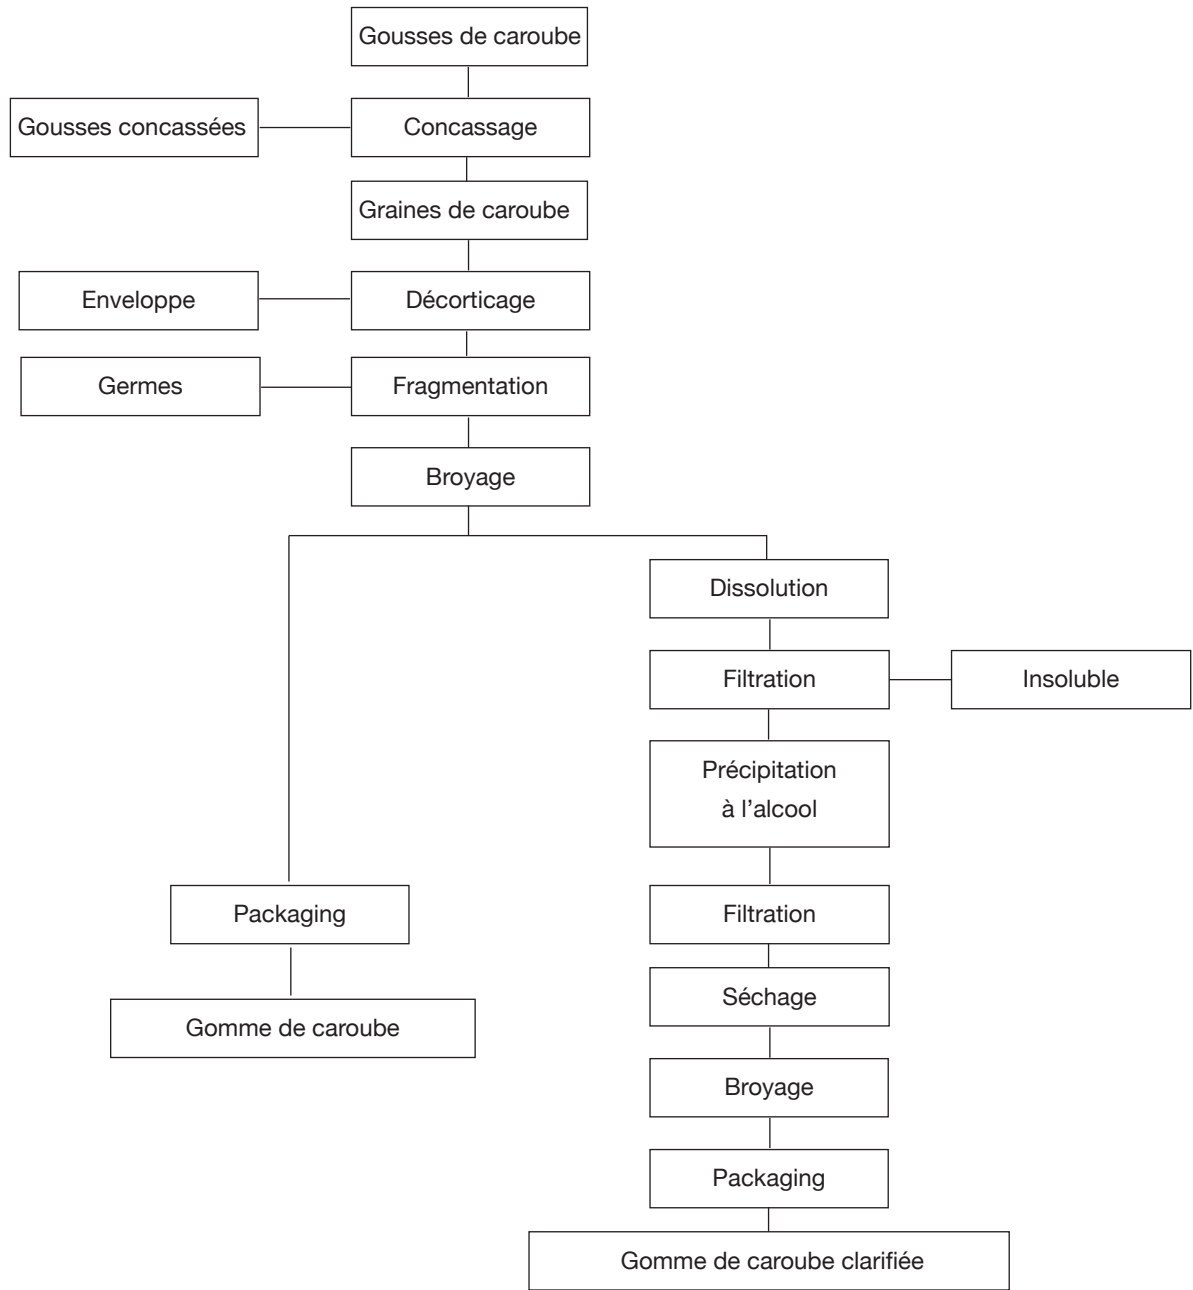 Gousses de caroube
Gousses concassées
Concassage
Graines de caroube
Enveloppe
Décorticage
Germes
Fragmentation
Broyage
Dissolution
Filtration
Insoluble
Précipitation
à l’alcool
Packaging
Filtration
Séchage
Gomme de caroube
Broyage
Packaging
Gomme de caroube clarifiée